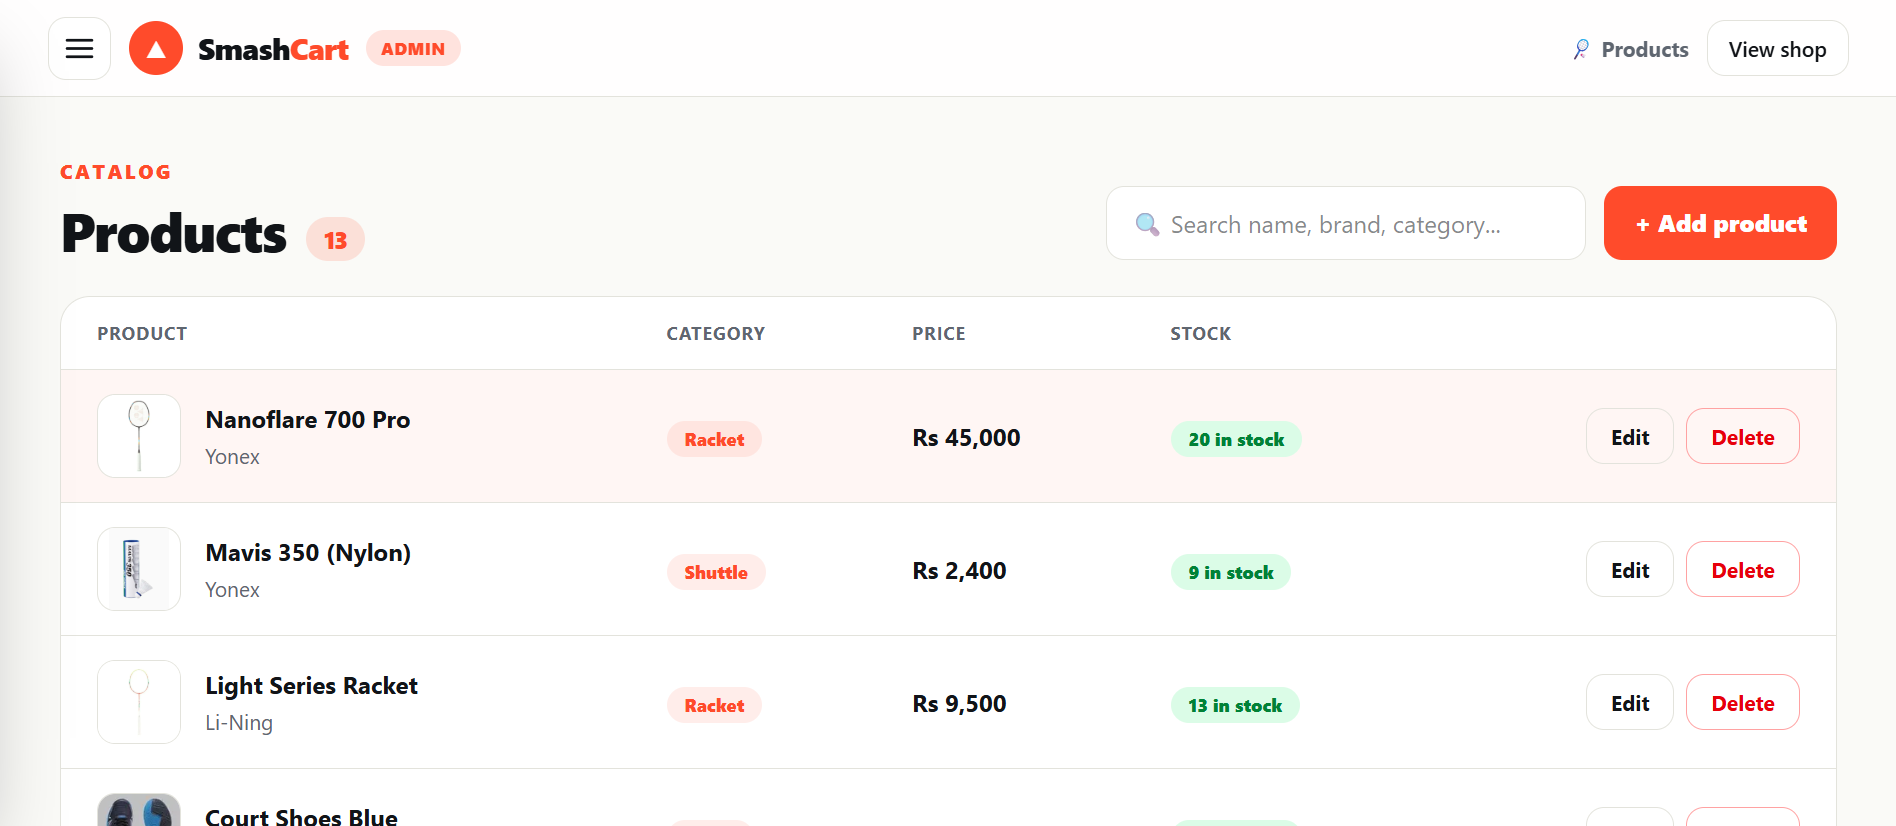 SmashCart ADMIN Products View shop
CATALOG
Products 13
Search name, brand, category...
+ Add product
PRODUCT CATEGORY PRICE STOCK
Nanoflare 700 Pro
Yonex
Racket Rs 45,000 20 in stock Edit Delete
Mavis 350 (Nylon)
Yonex
Shuttle Rs 2,400 9 in stock Edit Delete
Light Series Racket
Li-Ning
Racket Rs 9,500 13 in stock Edit Delete
Court Shoes Blue